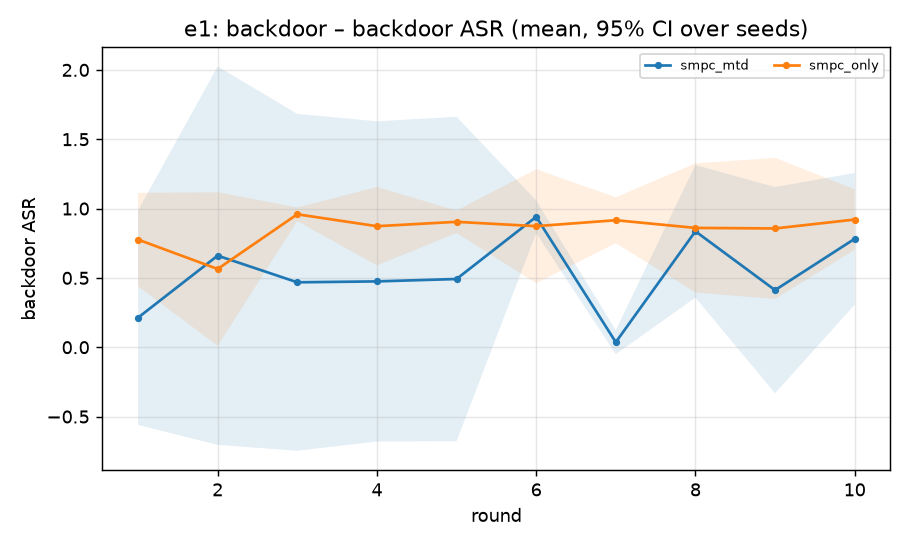 e1: backdoor – backdoor ASR (mean, 95% CI over seeds)
smpc_mtd smpc_only
2.0
1.5
1.0
0.5
0.0
−0.5
backdoor ASR
2 4 6 8 10
round